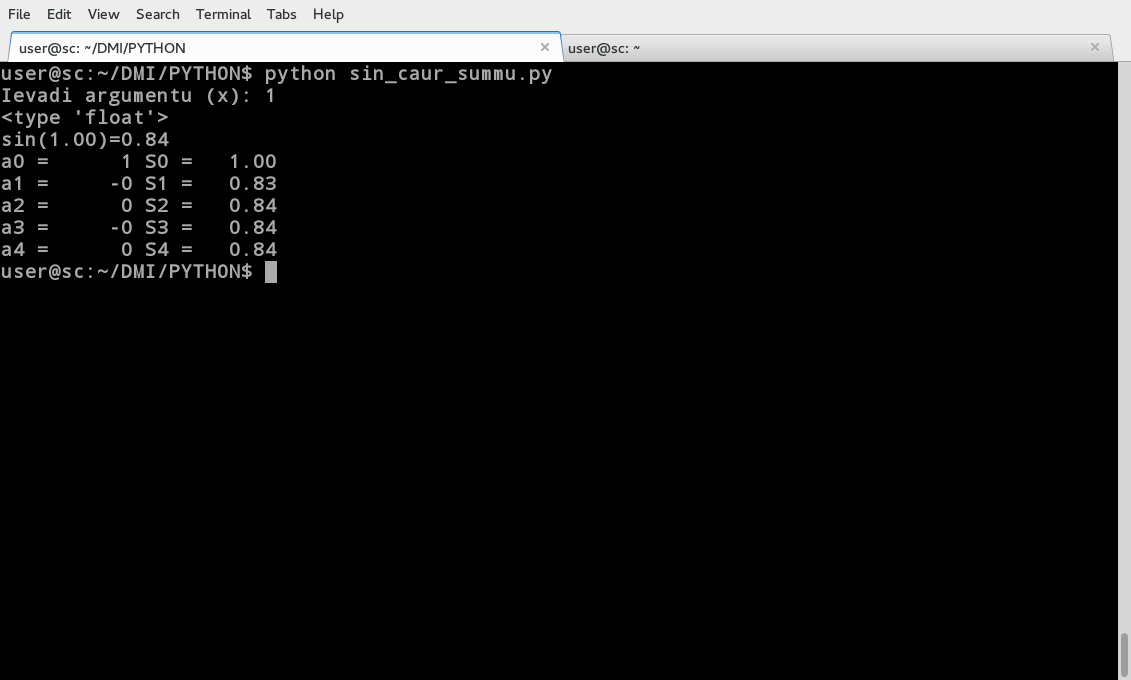 File Edit View Search Terminal Tabs Help
user@sc: ~/DMI/PYTHON × user@sc: ~ ×
user@sc:~/DMI/PYTHON$ python sin_caur_summu.py
Ievadi argumentu (x): 1
<type 'float'>
sin(1.00)=0.84
a0 =      1 S0 =   1.00
a1 =     -0 S1 =   0.83
a2 =      0 S2 =   0.84
a3 =     -0 S3 =   0.84
a4 =      0 S4 =   0.84
user@sc:~/DMI/PYTHON$